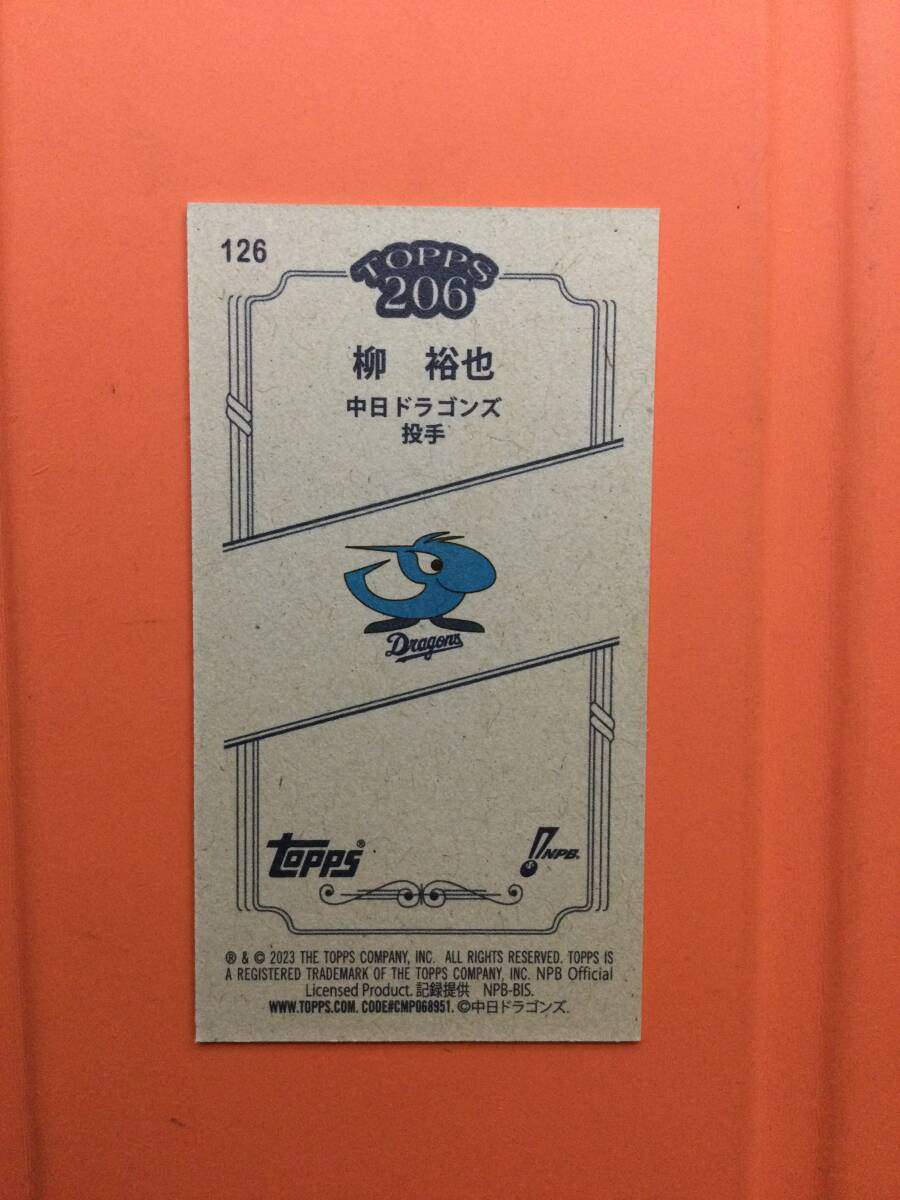 126
TOPPS
206
柳 裕也
中日ドラゴンズ
投手
Dragons
topps®
NPB.
® & © 2023 THE TOPPS COMPANY, INC. ALL RIGHTS RESERVED. TOPPS IS
A REGISTERED TRADEMARK OF THE TOPPS COMPANY, INC. NPB Official
Licensed Product. 記録提供 NPB-BIS.
WWW.TOPPS.COM. CODE#CMP068951. ©中日ドラゴンズ.